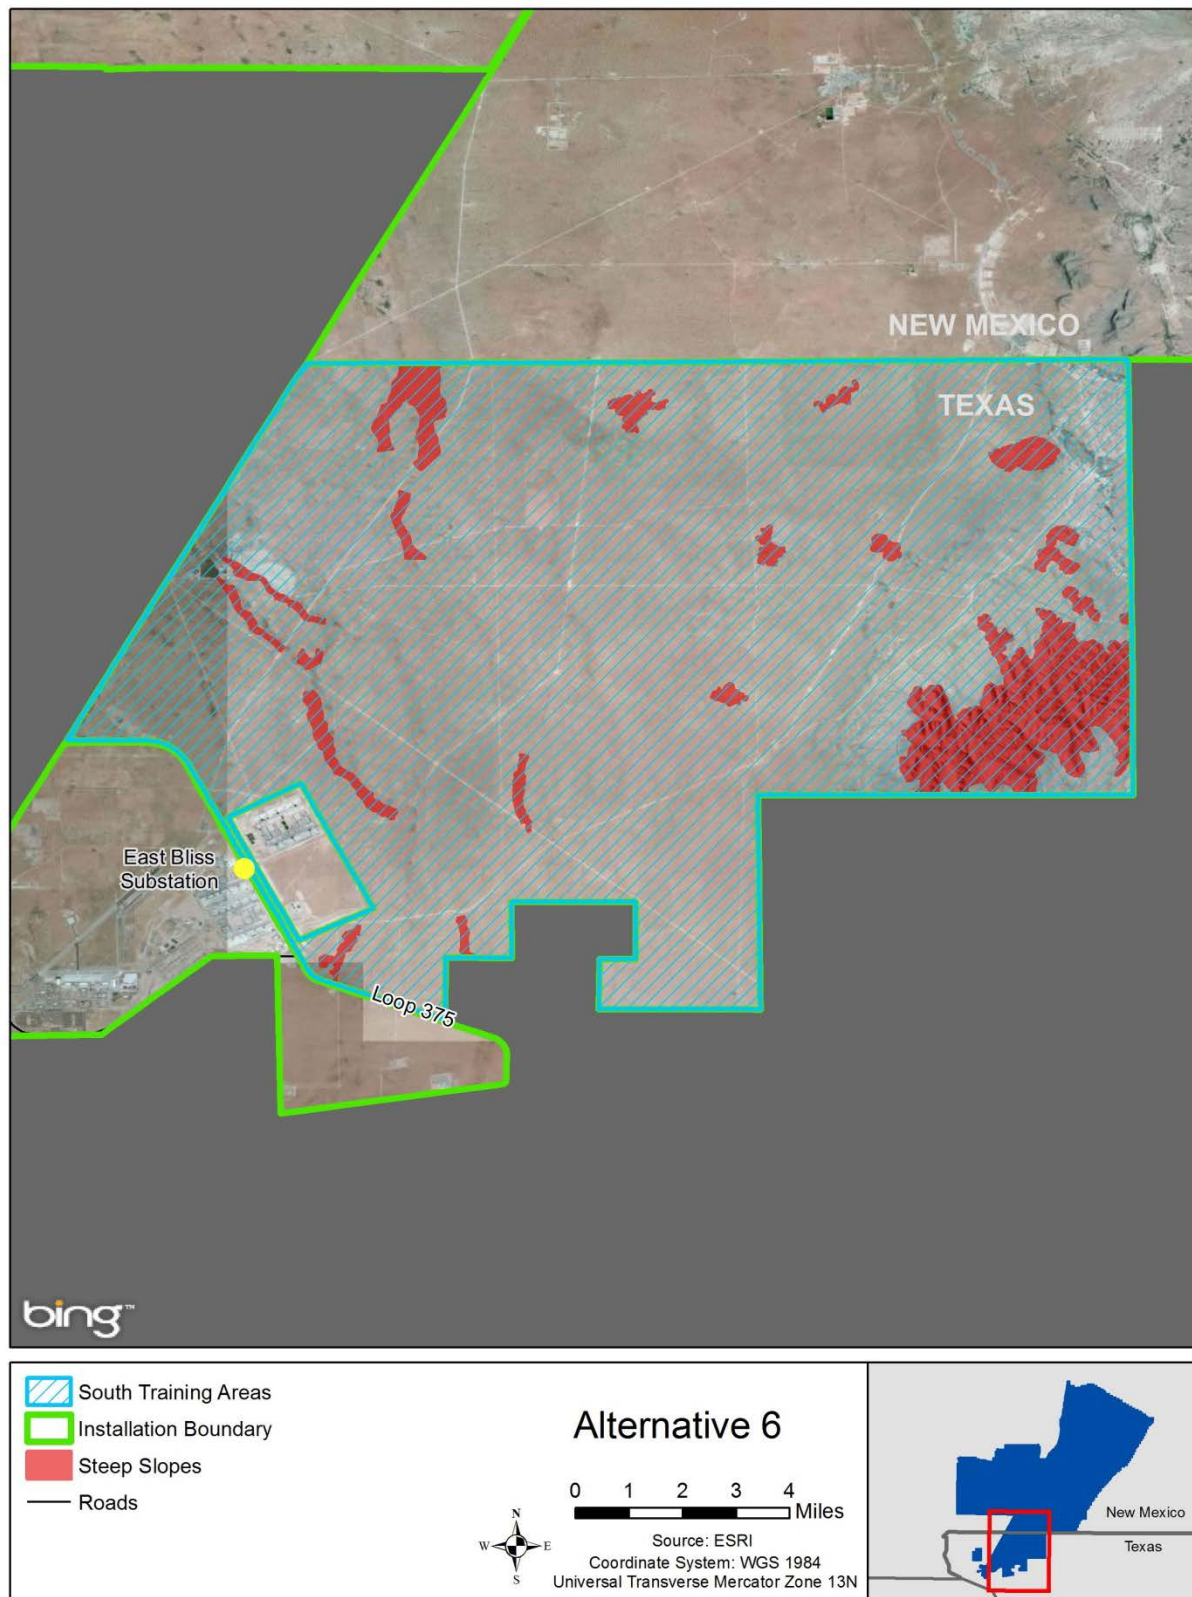 NEW MEXICO
TEXAS
East Bliss
Substation
Loop 375
bing™
South Training Areas
Installation Boundary
Steep Slopes
Roads
Alternative 6
0 1 2 3 4
Miles
N
W E
S
Source: ESRI
Coordinate System: WGS 1984
Universal Transverse Mercator Zone 13N
New Mexico
Texas